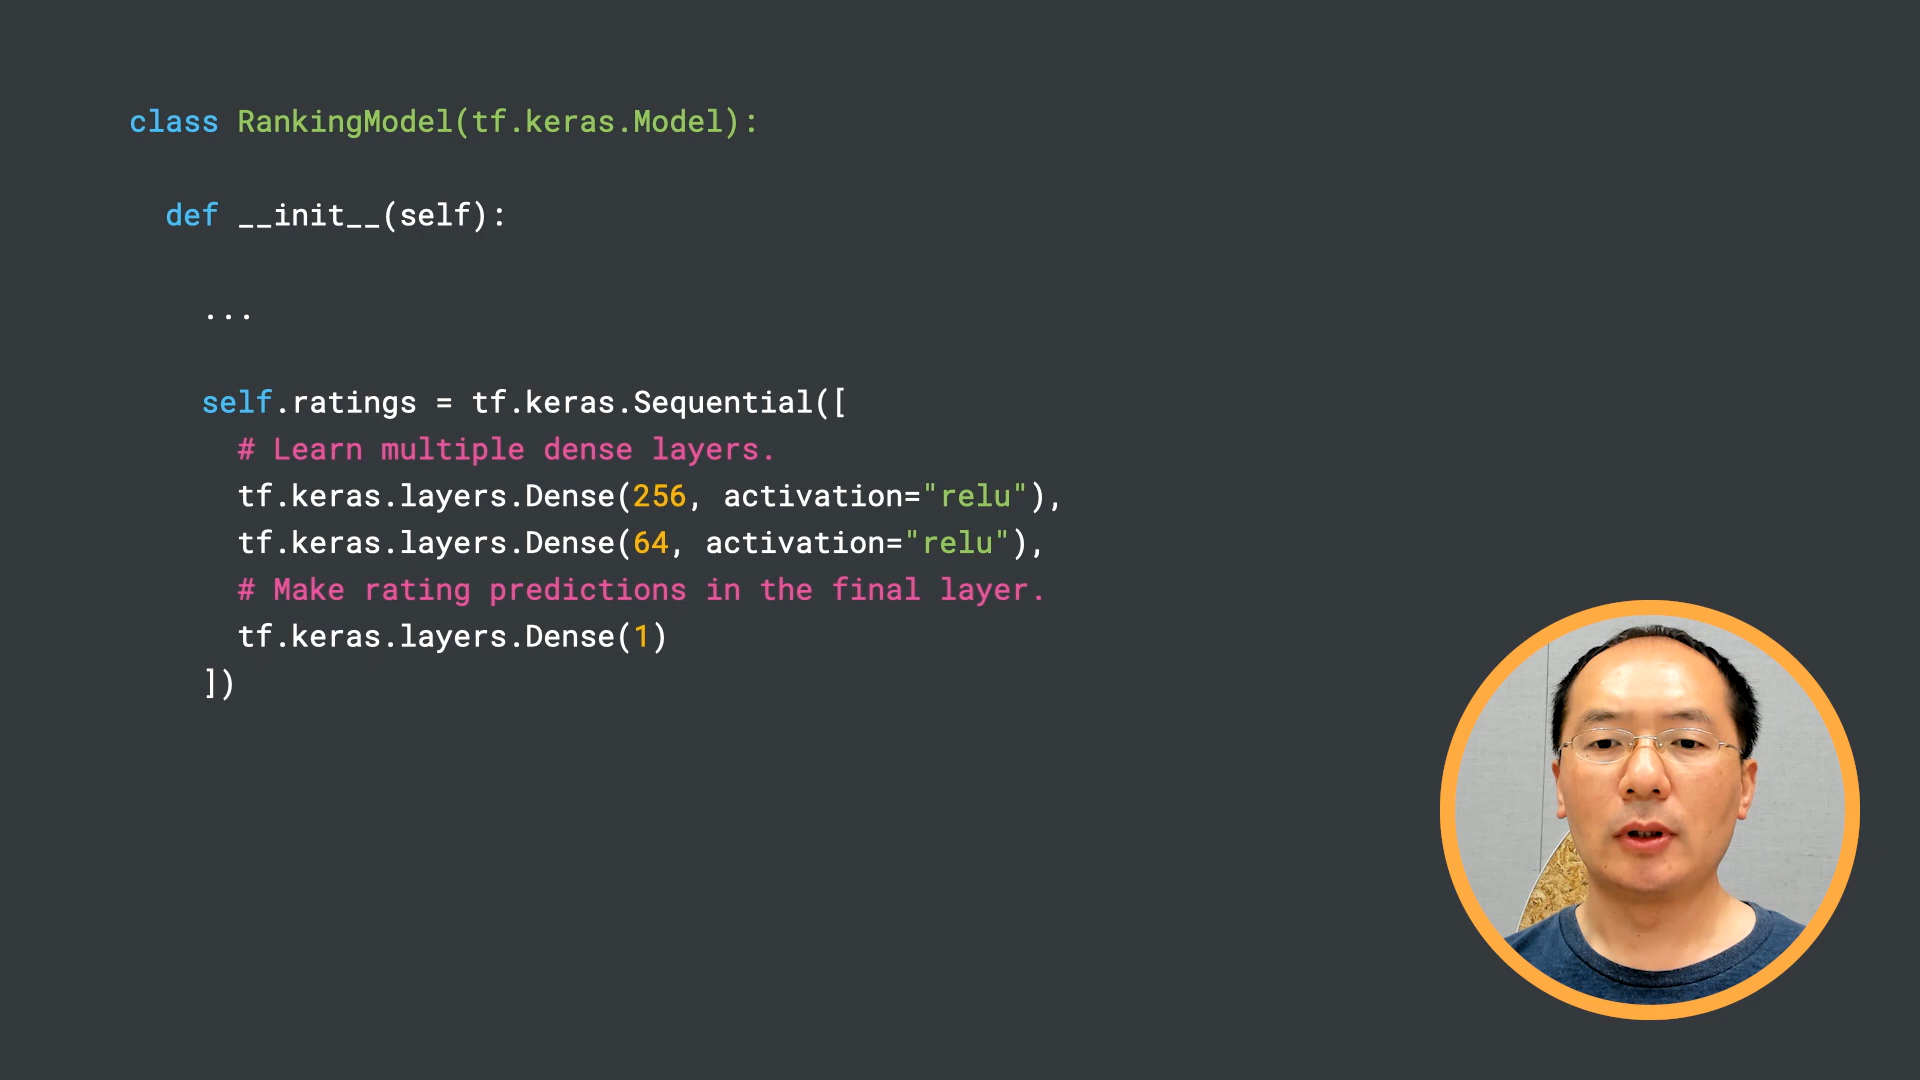 class RankingModel(tf.keras.Model):
def __init__(self):
...
self.ratings = tf.keras.Sequential([
# Learn multiple dense layers.
tf.keras.layers.Dense(256, activation="relu"),
tf.keras.layers.Dense(64, activation="relu"),
# Make rating predictions in the final layer.
tf.keras.layers.Dense(1)
])